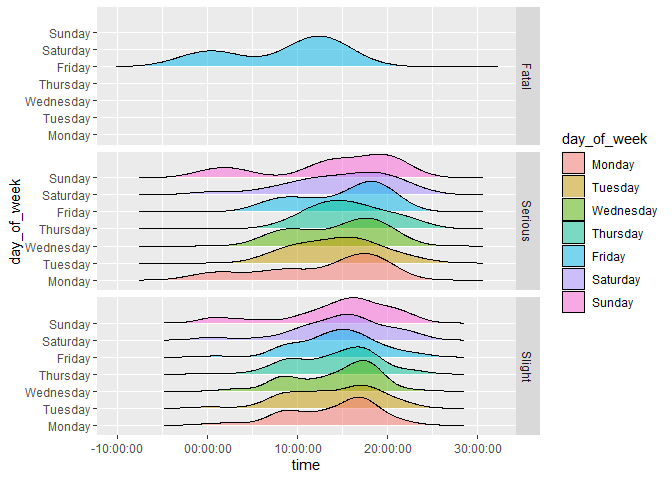 Sunday
Saturday
Friday
Thursday
Wednesday
Tuesday
Monday
Fatal
Sunday
Saturday
Friday
Thursday
Wednesday
Tuesday
Monday
Serious
Sunday
Saturday
Friday
Thursday
Wednesday
Tuesday
Monday
Slight
day_of_week
-10:00:00
00:00:00
10:00:00
20:00:00
30:00:00
time
day_of_week
Monday
Tuesday
Wednesday
Thursday
Friday
Saturday
Sunday